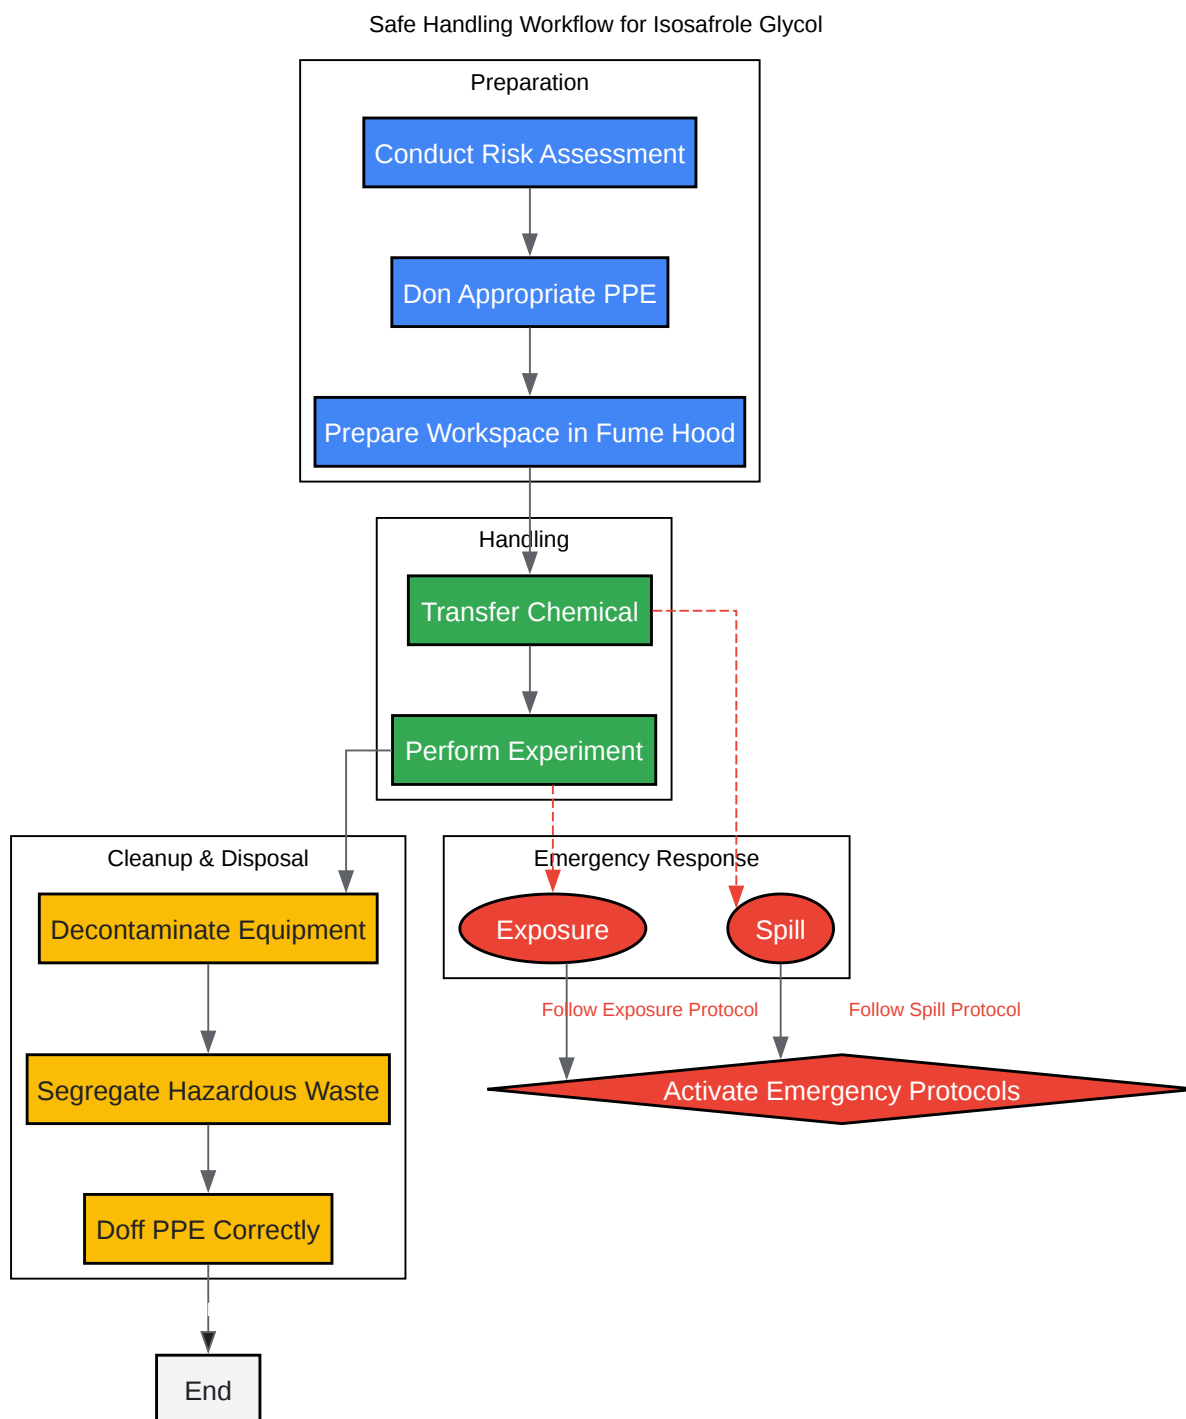 Safe Handling Workflow for Isosafrole Glycol
Preparation
Conduct Risk Assessment
Don Appropriate PPE
Prepare Workspace in Fume Hood
Handling
Transfer Chemical
Perform Experiment
Cleanup & Disposal
Decontaminate Equipment
Segregate Hazardous Waste
Doff PPE Correctly
End
Emergency Response
Exposure
Spill
Follow Exposure Protocol
Follow Spill Protocol
Activate Emergency Protocols